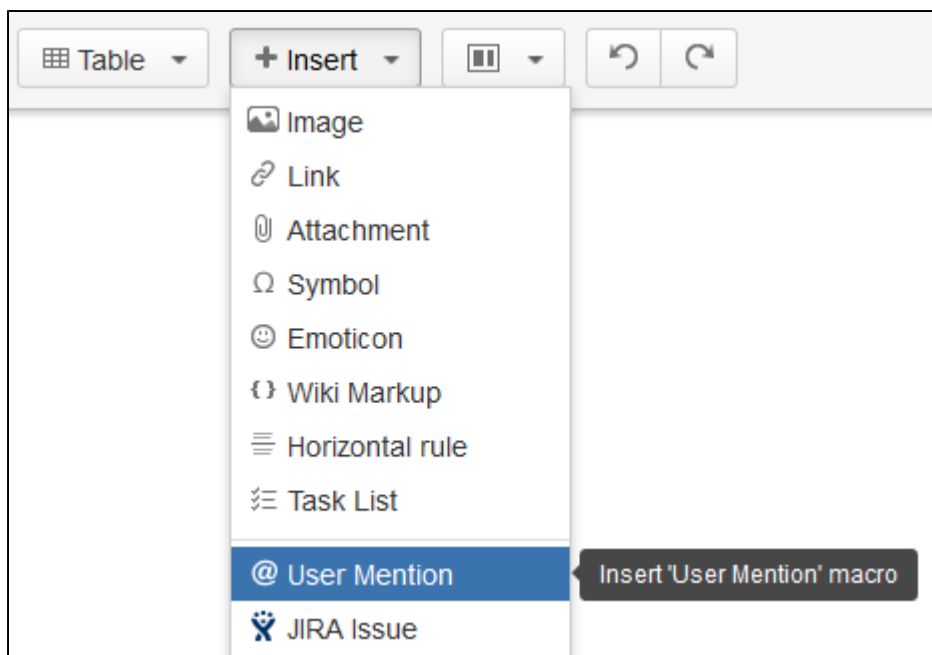 Table
Insert
Image
Link
Attachment
Ω Symbol
Emoticon
{} Wiki Markup
Horizontal rule
Task List
@ User Mention
Insert 'User Mention' macro
JIRA Issue